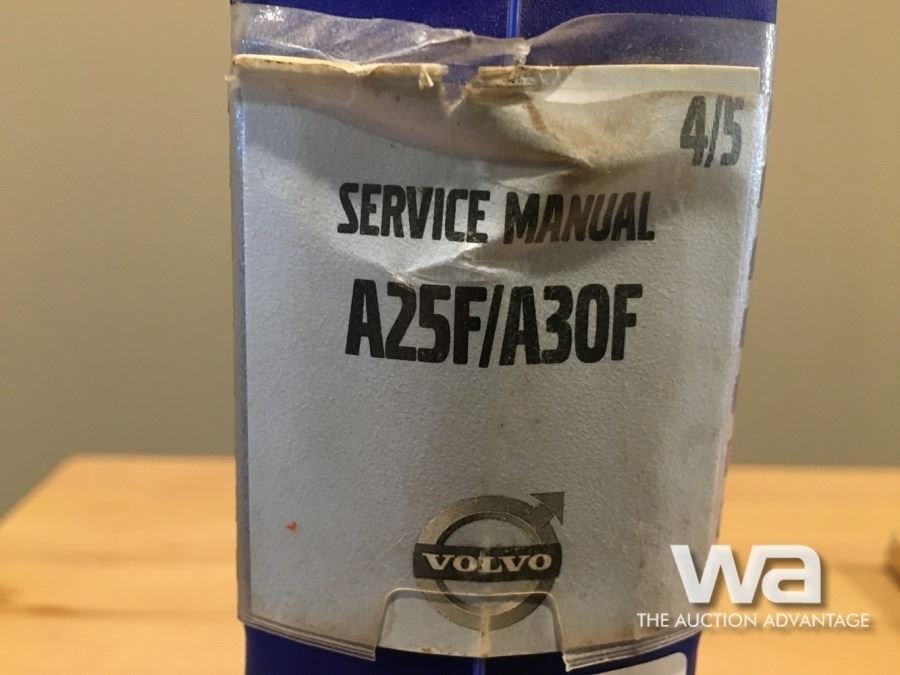 4/5
SERVICE MANUAL
A25F/A30F
VOLVO
wa
THE AUCTION ADVANTAGE